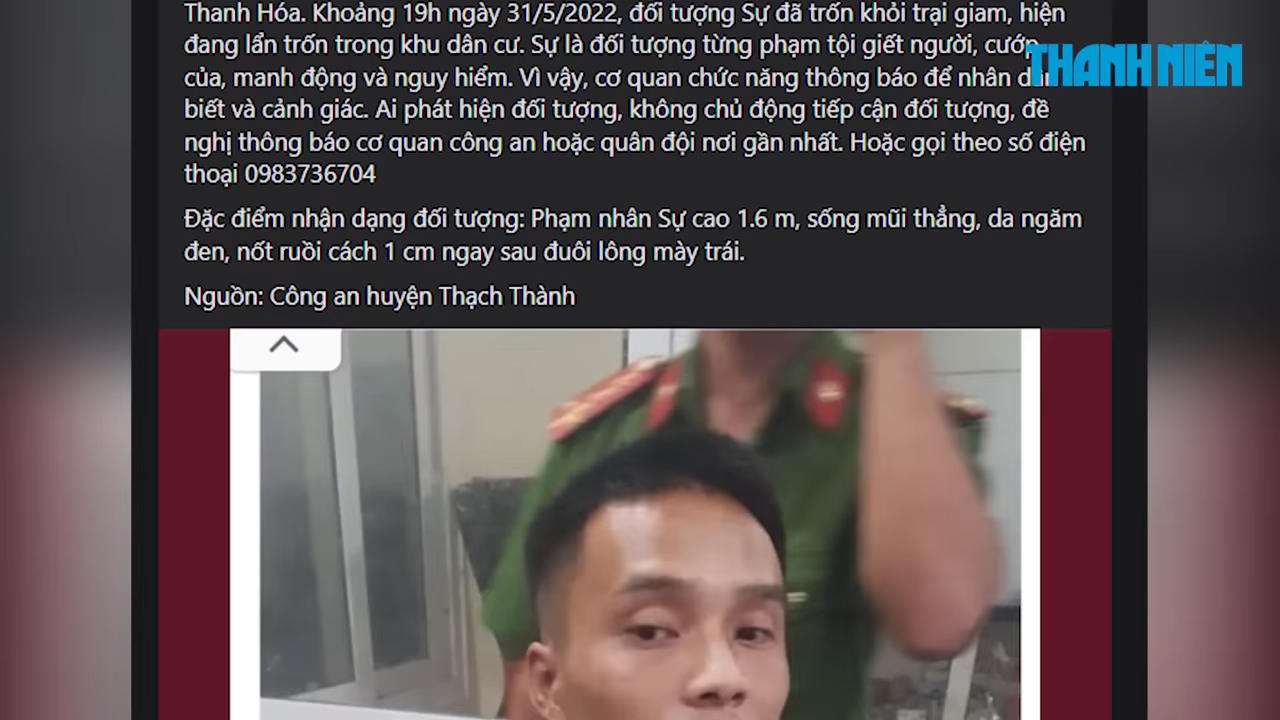 Thanh Hóa. Khoảng 19h ngày 31/5/2022, đối tượng Sự đã trốn khỏi trại giam, hiện
đang lẩn trốn trong khu dân cư. Sự là đối tượng từng phạm tội giết người, cướp
THANH NIÊN
của, manh động và nguy hiểm. Vì vậy, cơ quan chức năng thông báo để nhân dân
biết và cảnh giác. Ai phát hiện đối tượng, không chủ động tiếp cận đối tượng, đề
nghị thông báo cơ quan công an hoặc quân đội nơi gần nhất. Hoặc gọi theo số điện
thoại 0983736704
Đặc điểm nhận dạng đối tượng: Phạm nhân Sự cao 1.6 m, sống mũi thẳng, da ngăm
đen, nốt ruồi cách 1 cm ngay sau đuôi lông mày trái.
Nguồn: Công an huyện Thạch Thành